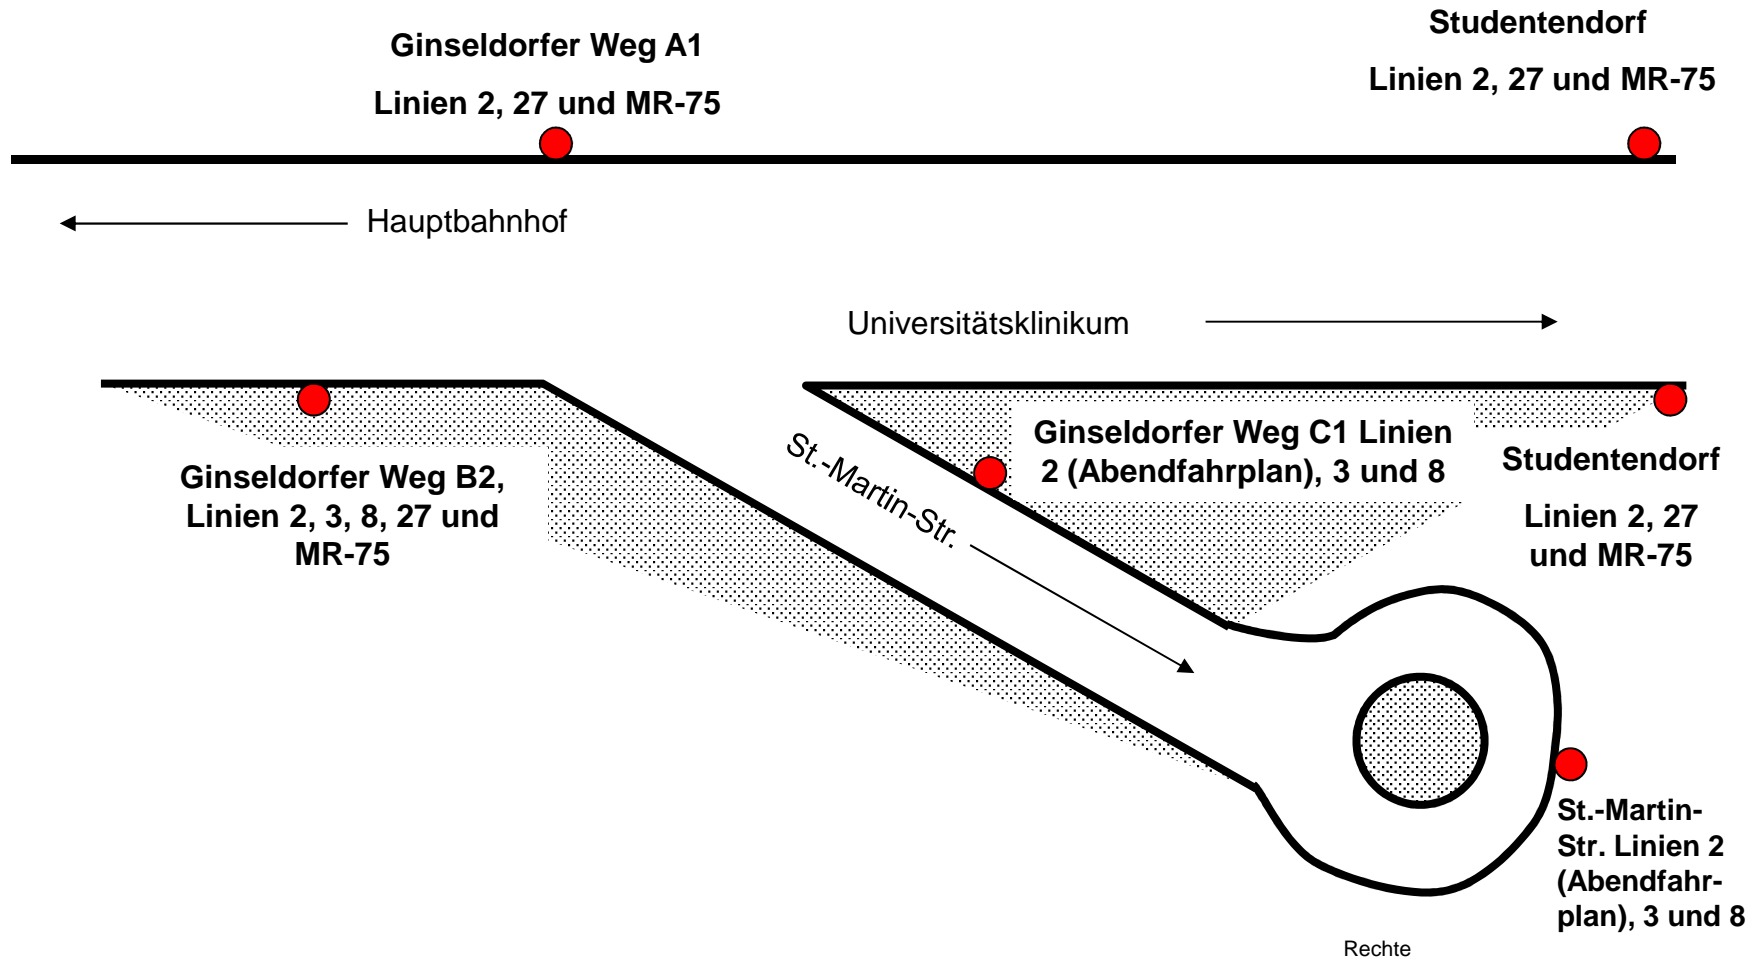 Ginseldorfer Weg A1
Linien 2, 27 und MR-75
Studentendorf
Linien 2, 27 und MR-75
Hauptbahnhof
Universitätsklinikum
Ginseldorfer Weg B2,
Linien 2, 3, 8, 27 und
MR-75
St.-Martin-Str.
Ginseldorfer Weg C1 Linien
2 (Abendfahrplan), 3 und 8
Studentendorf
Linien 2, 27
und MR-75
St.-Martin-
Str. Linien 2
(Abendfahr-
plan), 3 und 8
Rechte